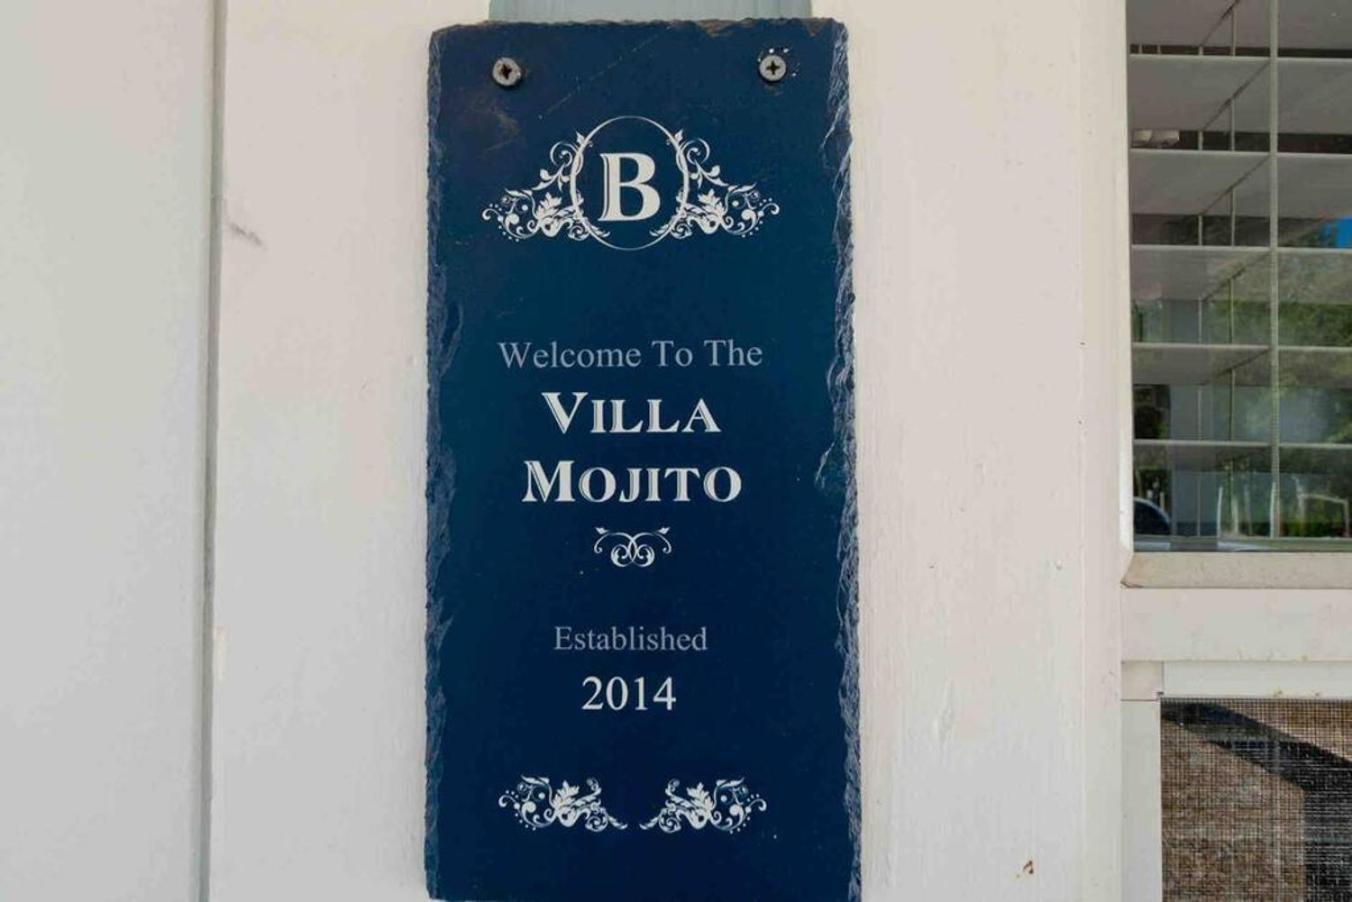 B
Welcome To The
VILLA
MOJITO
Established
2014